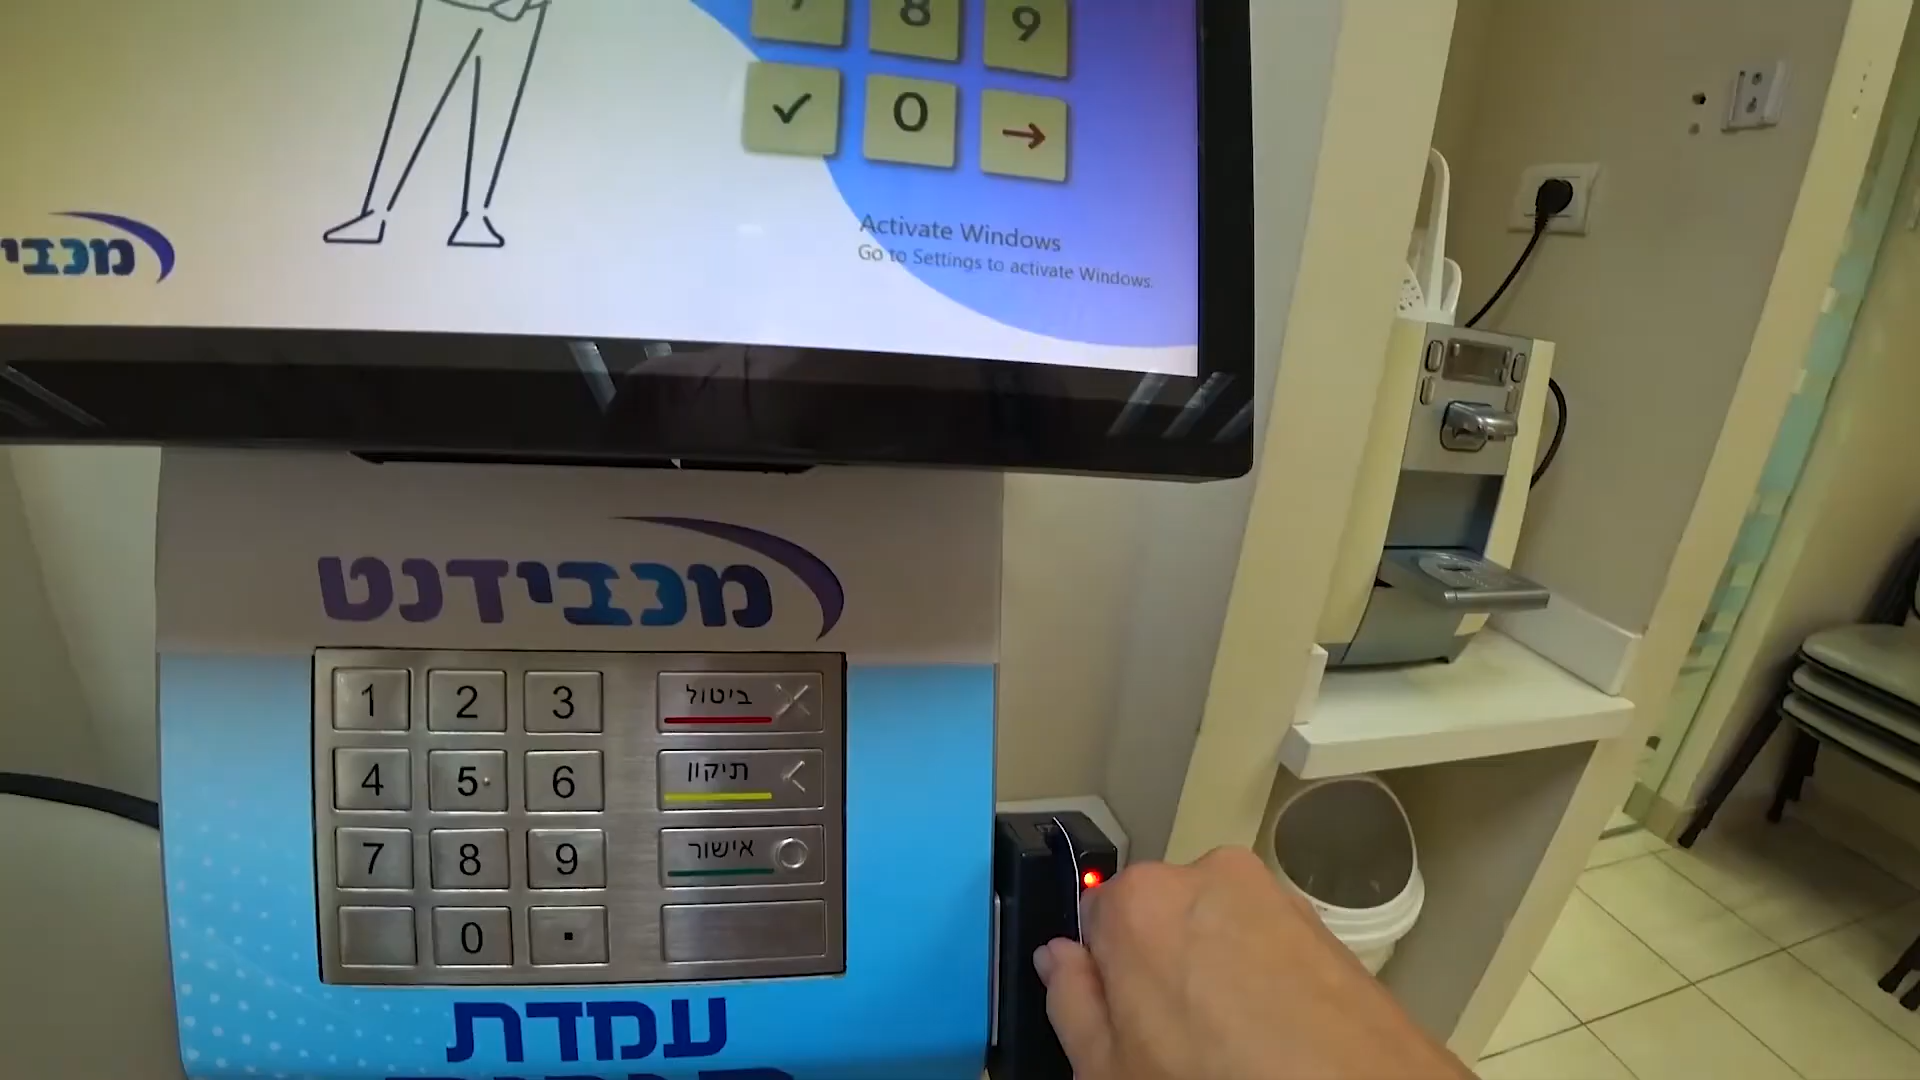 7 8 9
✓ 0 →
Activate Windows
Go to Settings to activate Windows.
מכבי
מכבידנט
1 2 3 ביטול
4 5 6 תיקון
7 8 9 אישור
0 .
עמדת